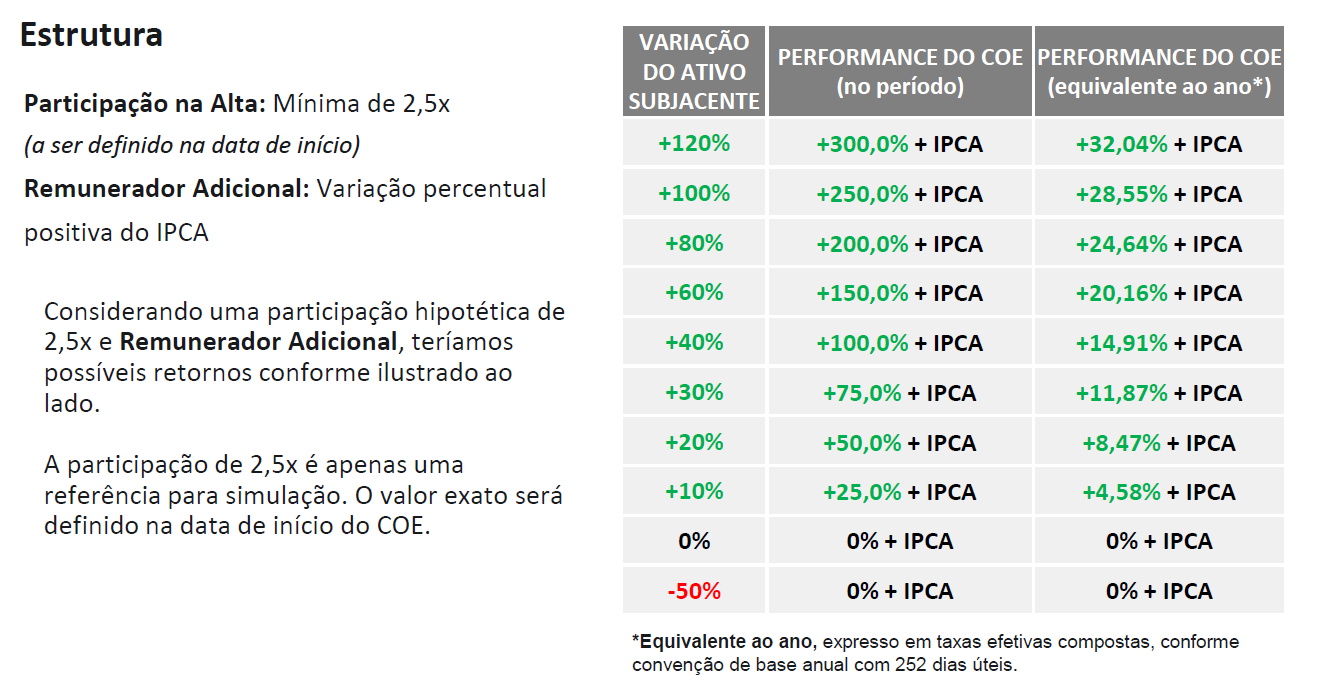 Estrutura
Participação na Alta: Mínima de 2,5x
(a ser definido na data de início)
Remunerador Adicional: Variação percentual
positiva do IPCA
Considerando uma participação hipotética de
2,5x e Remunerador Adicional, teríamos
possíveis retornos conforme ilustrado ao
lado.
A participação de 2,5x é apenas uma
referência para simulação. O valor exato será
definido na data de início do COE.
VARIAÇÃO
DO ATIVO
SUBJACENTE
PERFORMANCE DO COE
(no período)
PERFORMANCE DO COE
(equivalente ao ano*)
+120% +300,0% + IPCA +32,04% + IPCA
+100% +250,0% + IPCA +28,55% + IPCA
+80% +200,0% + IPCA +24,64% + IPCA
+60% +150,0% + IPCA +20,16% + IPCA
+40% +100,0% + IPCA +14,91% + IPCA
+30% +75,0% + IPCA +11,87% + IPCA
+20% +50,0% + IPCA +8,47% + IPCA
+10% +25,0% + IPCA +4,58% + IPCA
0% 0% + IPCA 0% + IPCA
-50% 0% + IPCA 0% + IPCA
*Equivalente ao ano, expresso em taxas efetivas compostas, conforme
convenção de base anual com 252 dias úteis.